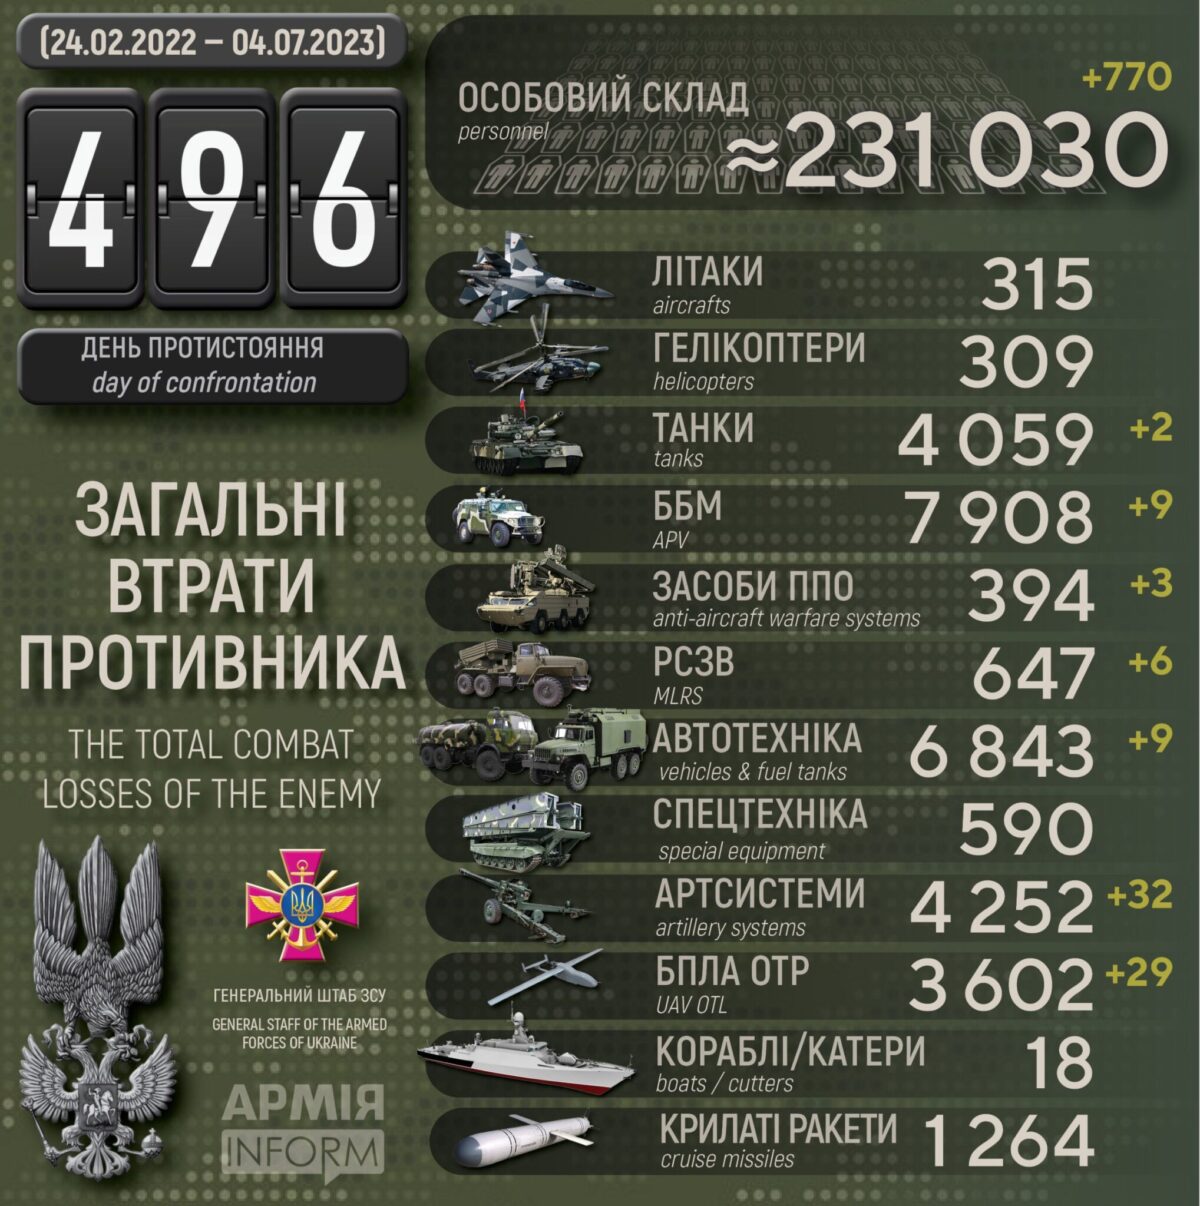 (24.02.2022 – 04.07.2023)
496
ДЕНЬ ПРОТИСТОЯННЯ
day of confrontation
ЗАГАЛЬНІ
ВТРАТИ
ПРОТИВНИКА
THE TOTAL COMBAT
LOSSES OF THE ENEMY
ГЕНЕРАЛЬНИЙ ШТАБ ЗСУ
GENERAL STAFF OF THE ARMED
FORCES OF UKRAINE
АРМІЯ
INFORM
+770
ОСОБОВИЙ СКЛАД
personnel
≈231 030
ЛІТАКИ 315
aircrafts
ГЕЛІКОПТЕРИ 309
helicopters
ТАНКИ 4 059 +2
tanks
ББМ 7 908 +9
APV
ЗАСОБИ ППО 394 +3
anti-aircraft warfare systems
РСЗВ 647 +6
MLRS
АВТОТЕХНІКА 6 843 +9
vehicles & fuel tanks
СПЕЦТЕХНІКА 590
special equipment
АРТСИСТЕМИ 4 252 +32
artillery systems
БПЛА ОТР 3 602 +29
UAV OTL
КОРАБЛІ/КАТЕРИ 18
boats / cutters
КРИЛАТІ РАКЕТИ 1 264
cruise missiles